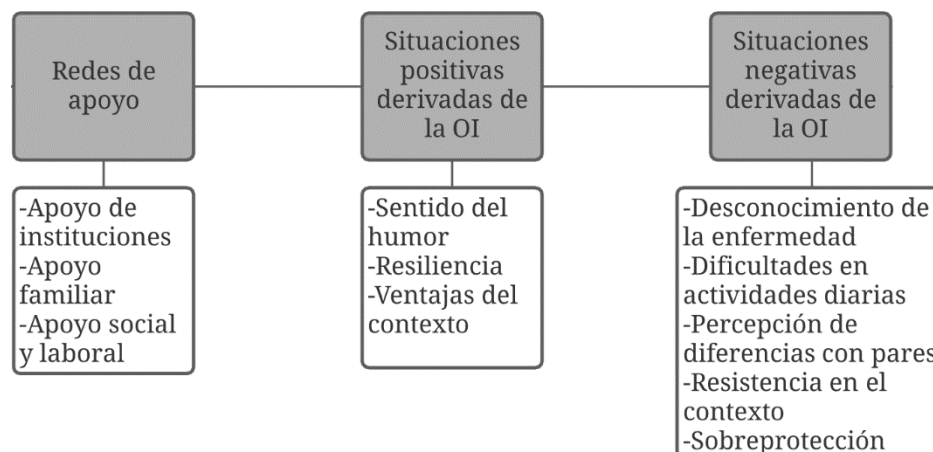 Redes de
apoyo
-Apoyo de
instituciones
-Apoyo
familiar
-Apoyo social
y laboral
Situaciones
positivas
derivadas de
la OI
-Sentido del
humor
-Resiliencia
-Ventajas del
contexto
Situaciones
negativas
derivadas de
la OI
-Desconocimiento de
la enfermedad
-Dificultades en
actividades diarias
-Percepción de
diferencias con pares
-Resistencia en el
contexto
-Sobreprotección